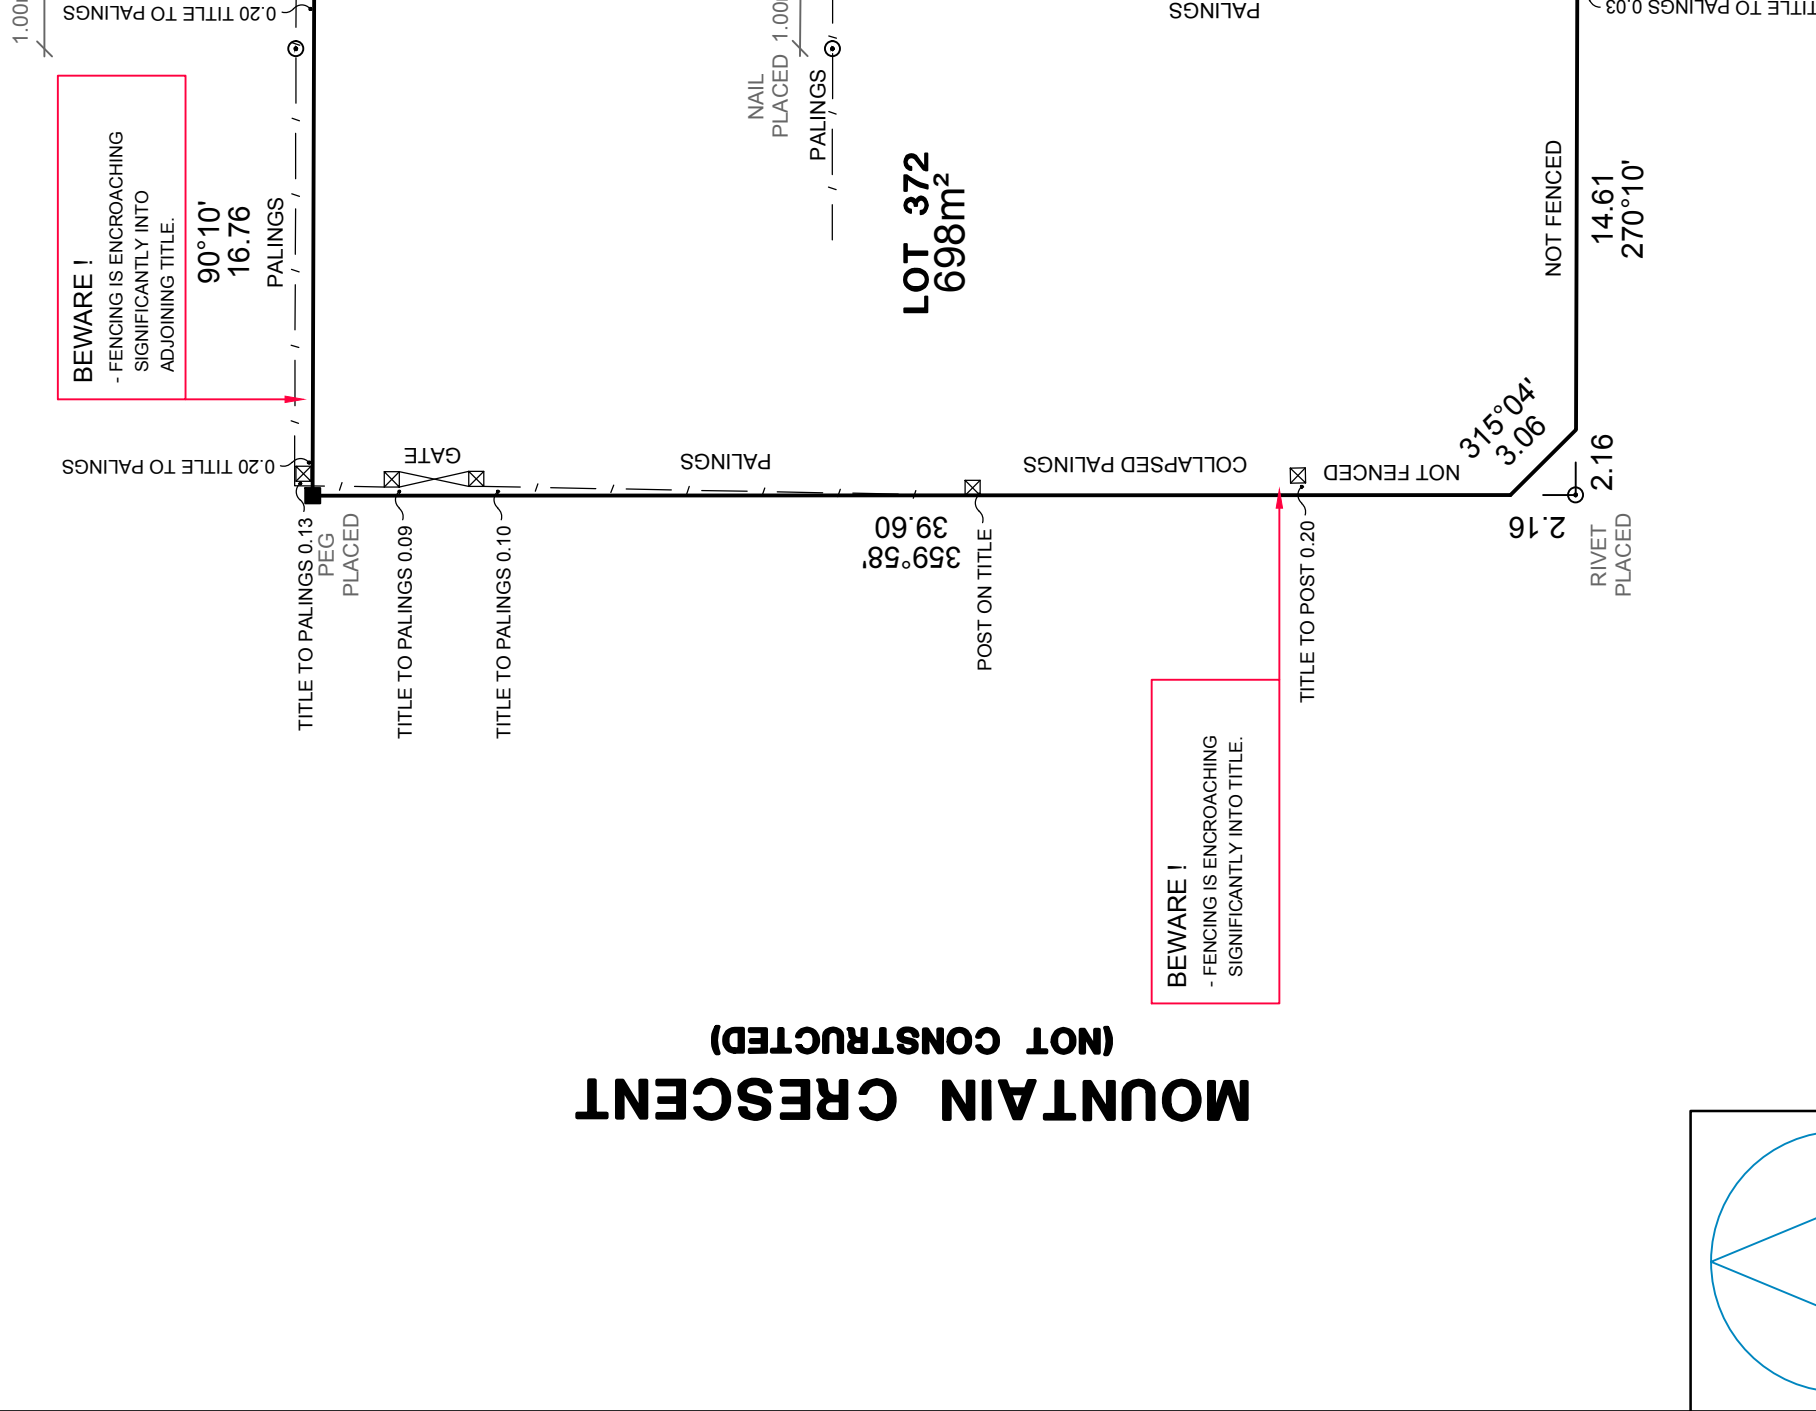 1.00
0.20 TITLE TO PALINGS
BEWARE !
- FENCING IS ENCROACHING
SIGNIFICANTLY INTO
ADJOINING TITLE.
90°10'
16.76
PALINGS
0.20 TITLE TO PALINGS
NAIL
PLACED
1.00
PALINGS
PALINGS
TITLE TO PALINGS 0.03
LOT 372
698m²
NOT FENCED
14.61
270°10'
315°04'
3.06
2.16
2.16
RIVET
PLACED
GATE
PALINGS
COLLAPSED PALINGS
NOT FENCED
TITLE TO PALINGS 0.13
PEG
PLACED
TITLE TO PALINGS 0.09
TITLE TO PALINGS 0.10
359°58'
39.60
POST ON TITLE
TITLE TO POST 0.20
BEWARE !
- FENCING IS ENCROACHING
SIGNIFICANTLY INTO TITLE.
MOUNTAIN CRESCENT
(NOT CONSTRUCTED)